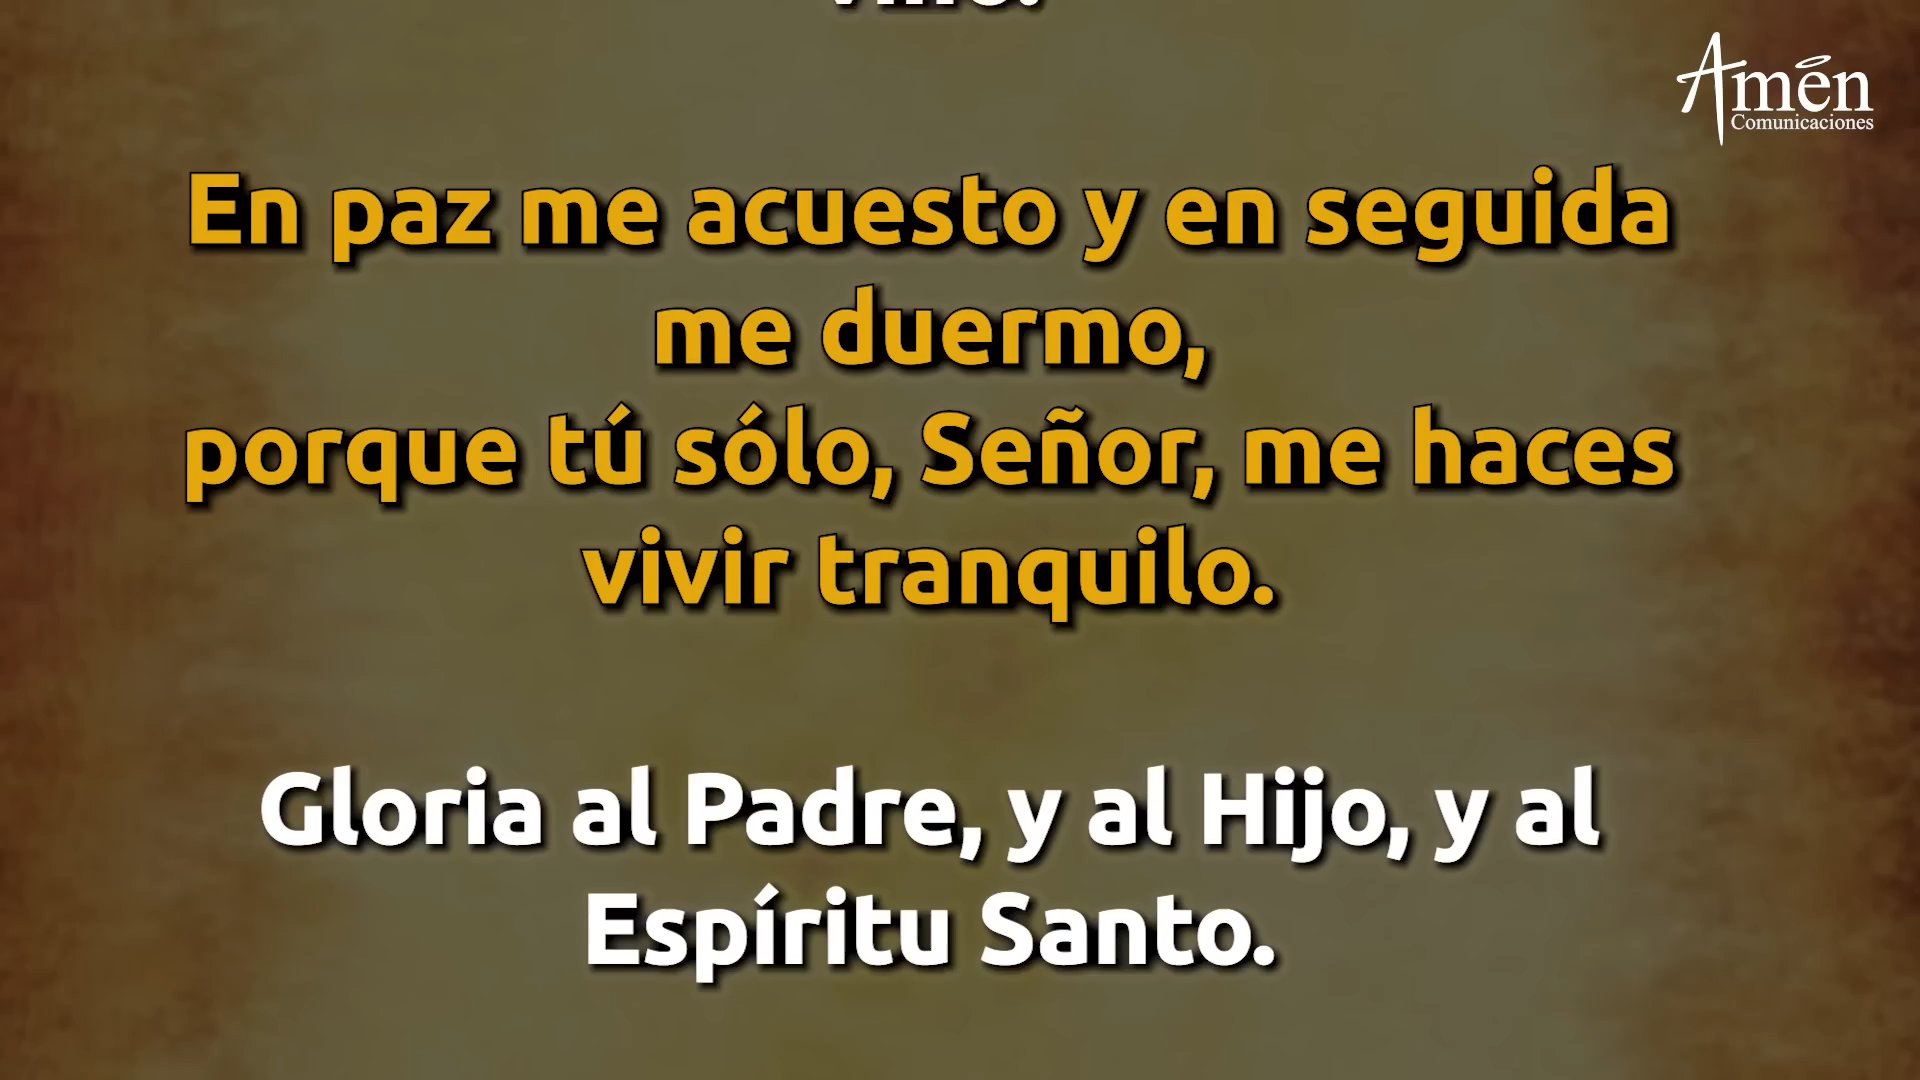 Amén
Comunicaciones
En paz me acuesto y en seguida
me duermo,
porque tú sólo, Señor, me haces
vivir tranquilo.
Gloria al Padre, y al Hijo, y al
Espíritu Santo.